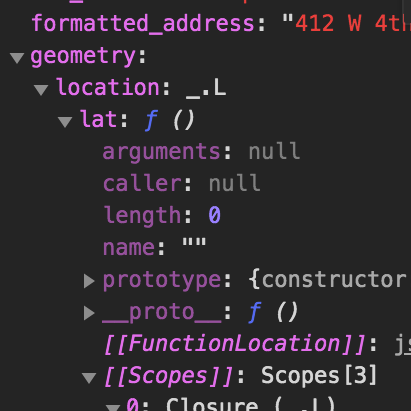 formatted_address: "412 W 4th
geometry:
location: _.L
lat: ƒ ()
arguments: null
caller: null
length: 0
name: ""
prototype: {constructor
__proto__: ƒ ()
[[FunctionLocation]]: js
[[Scopes]]: Scopes[3]
0: Closure (_.L)